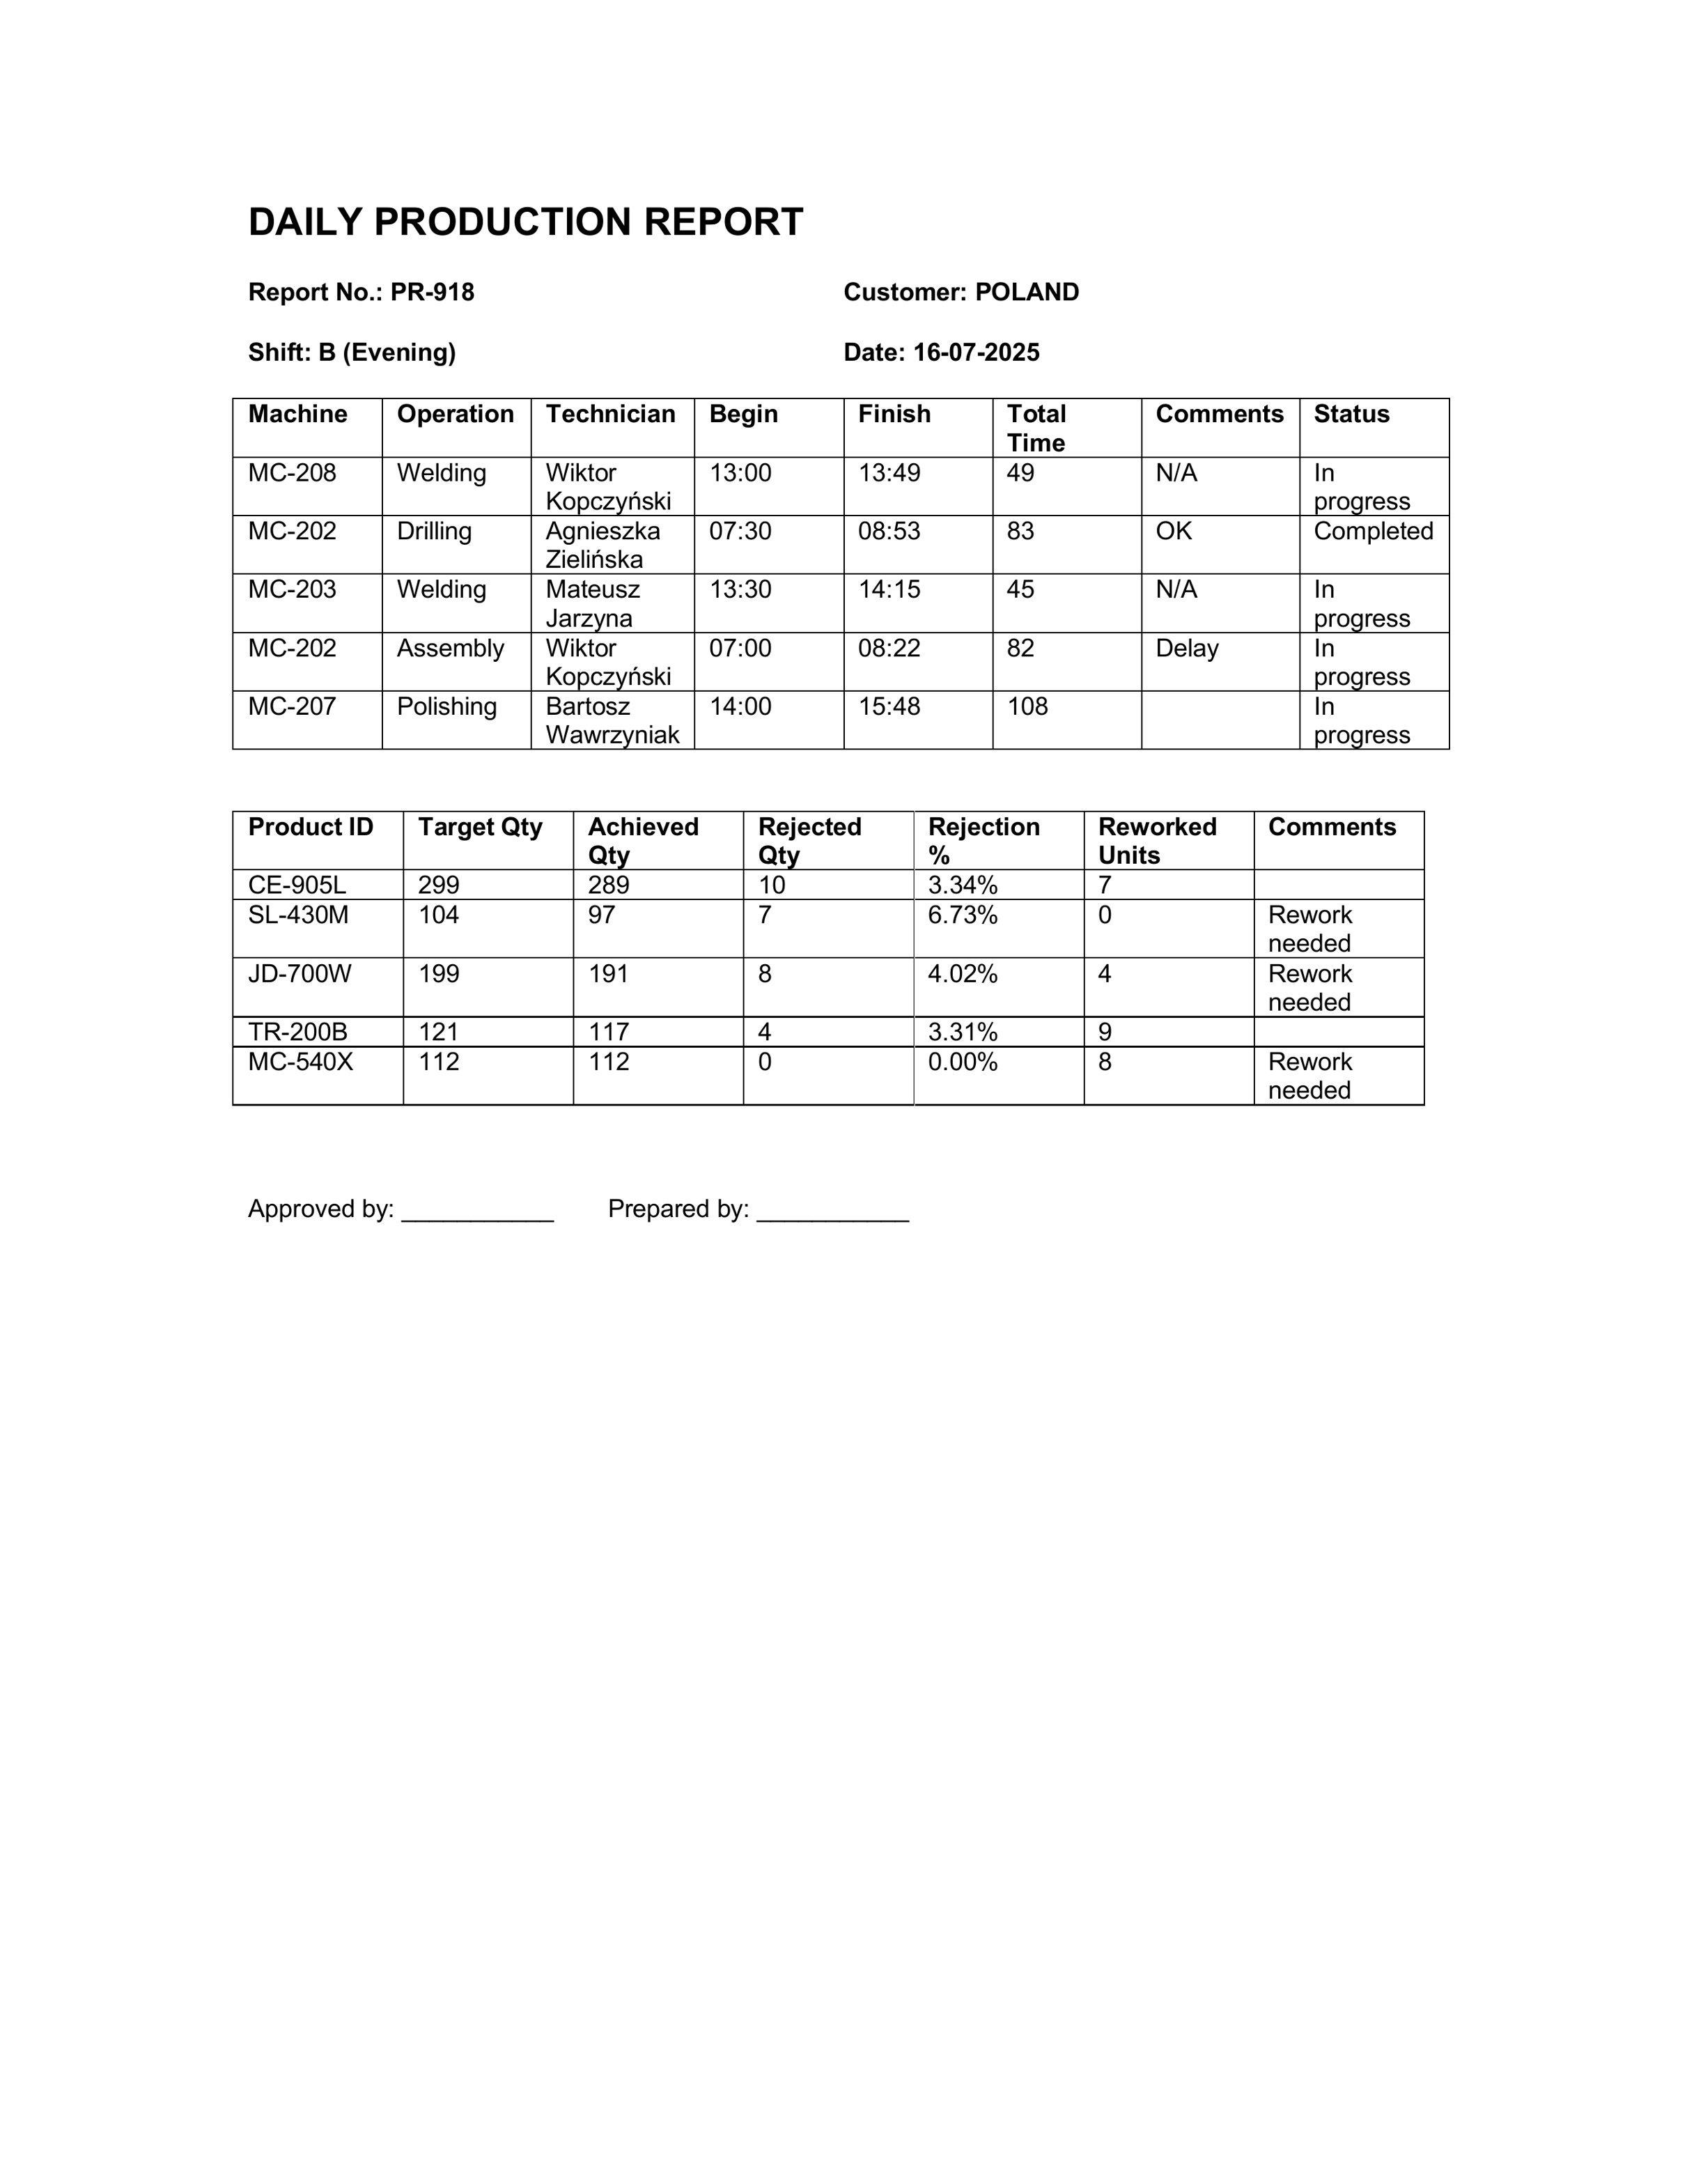 DAILY PRODUCTION REPORT
Report No.: PR-918 Customer: POLAND
Shift: B (Evening) Date: 16-07-2025
Machine Operation Technician Begin Finish Total Time Comments Status
MC-208 Welding Wiktor Kopczyński 13:00 13:49 49 N/A In progress
MC-202 Drilling Agnieszka Zielińska 07:30 08:53 83 OK Completed
MC-203 Welding Mateusz Jarzyna 13:30 14:15 45 N/A In progress
MC-202 Assembly Wiktor Kopczyński 07:00 08:22 82 Delay In progress
MC-207 Polishing Bartosz Wawrzyniak 14:00 15:48 108 In progress
Product ID Target Qty Achieved Qty Rejected Qty Rejection % Reworked Units Comments
CE-905L 299 289 10 3.34% 7
SL-430M 104 97 7 6.73% 0 Rework needed
JD-700W 199 191 8 4.02% 4 Rework needed
TR-200B 121 117 4 3.31% 9
MC-540X 112 112 0 0.00% 8 Rework needed
Approved by: ___________ Prepared by: ___________